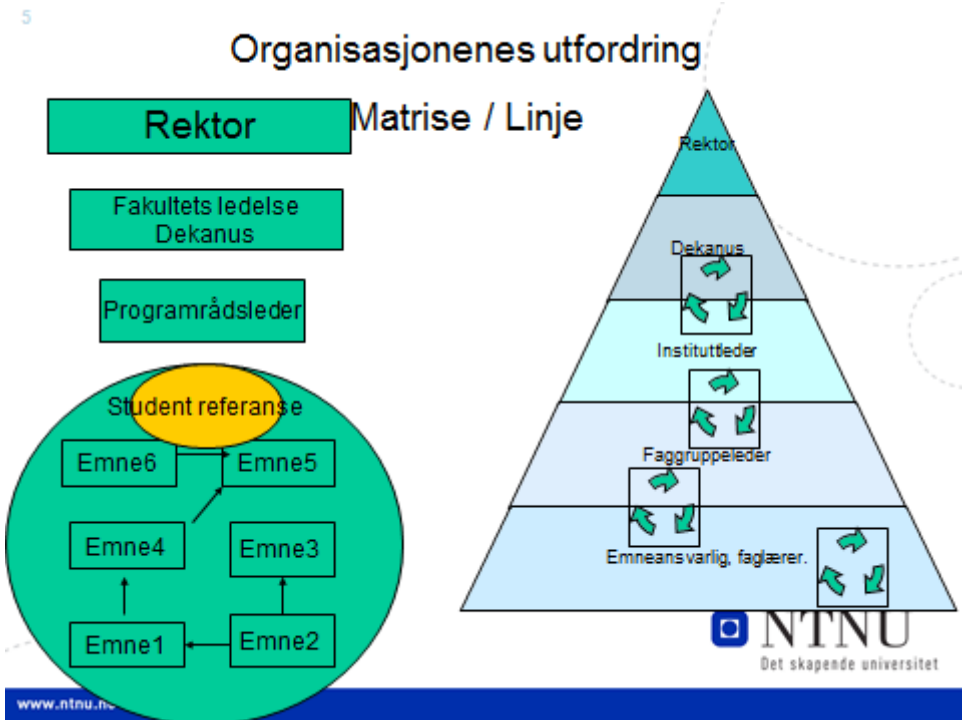 5
Organisasjonenes utfordring
Matrise / Linje
Rektor
Fakultets ledelse
Dekanus
Programrådsleder
Student referanse
Emne6
Emne5
Emne4
Emne3
Emne1
Emne2
Rektor
Dekanus
Instituttleder
Faggruppeleder
Emneansvarlig, faglærer.
NTNU
Det skapende universitet
www.ntnu.n